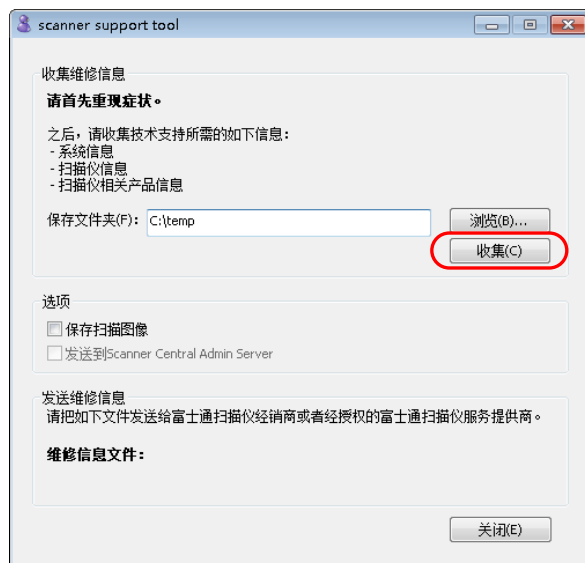 scanner support tool
收集维修信息
请首先重现症状。
之后，请收集技术支持所需的如下信息：
- 系统信息
- 扫描仪信息
- 扫描仪相关产品信息
保存文件夹(F)： C:\temp 浏览(B)...
收集(C)
选项
保存扫描图像
发送到Scanner Central Admin Server
发送维修信息
请把如下文件发送给富士通扫描仪经销商或者经授权的富士通扫描仪服务提供商。
维修信息文件：
关闭(E)